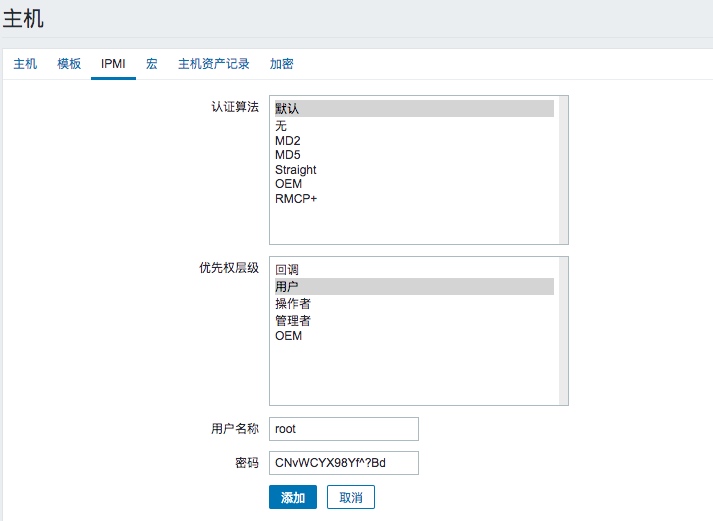 主机
主机 模板 IPMI 宏 主机资产记录 加密
认证算法
默认
无
MD2
MD5
Straight
OEM
RMCP+
优先权层级
回调
用户
操作者
管理者
OEM
用户名称 root
密码 CNvWCYX98Yf^?Bd
添加 取消